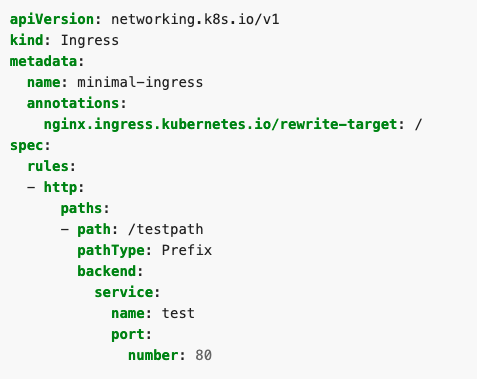 apiVersion: networking.k8s.io/v1
kind: Ingress
metadata:
  name: minimal-ingress
  annotations:
    nginx.ingress.kubernetes.io/rewrite-target: /
spec:
  rules:
  - http:
      paths:
      - path: /testpath
        pathType: Prefix
        backend:
          service:
            name: test
            port:
              number: 80